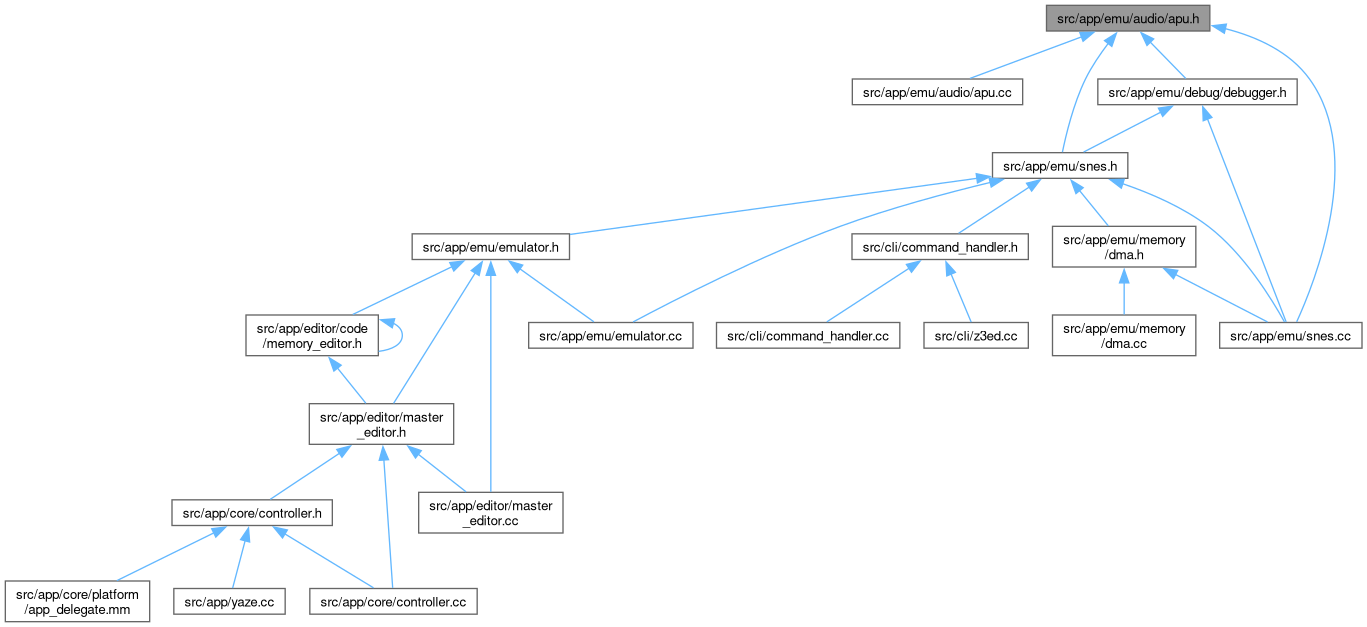 src/app/emu/audio/apu.h
src/app/emu/audio/apu.cc
src/app/emu/debug/debugger.h
src/app/emu/snes.h
src/app/emu/emulator.h
src/cli/command_handler.h
src/app/emu/memory
/dma.h
src/app/editor/code
/memory_editor.h
src/app/emu/emulator.cc
src/cli/command_handler.cc
src/cli/z3ed.cc
src/app/emu/memory
/dma.cc
src/app/emu/snes.cc
src/app/editor/master
_editor.h
src/app/core/controller.h
src/app/editor/master
_editor.cc
src/app/core/platform
/app_delegate.mm
src/app/yaze.cc
src/app/core/controller.cc